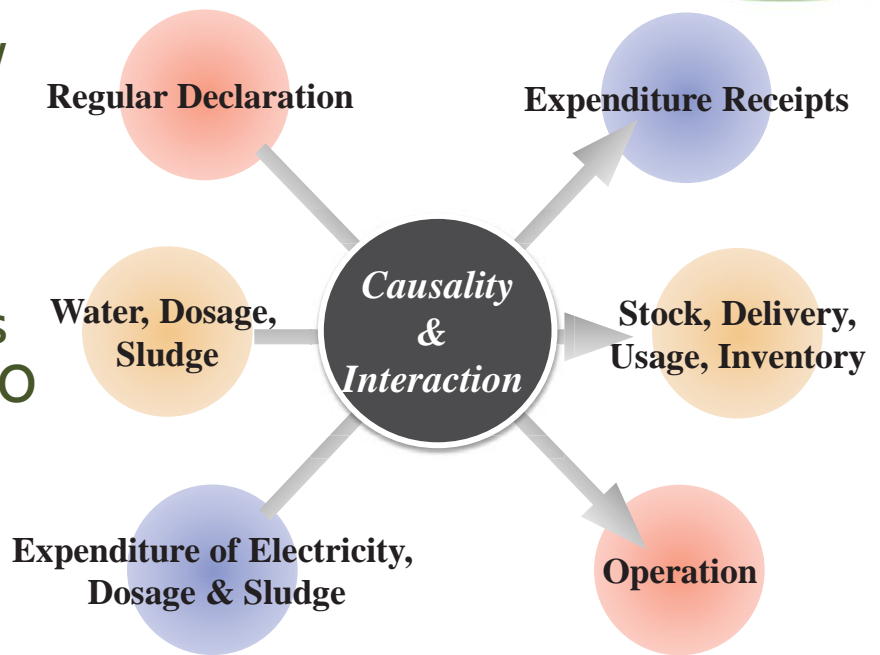 Regular Declaration
Expenditure Receipts
Water, Dosage,
Sludge
Causality
&
Interaction
Stock, Delivery,
Usage, Inventory
Expenditure of Electricity,
Dosage & Sludge
Operation